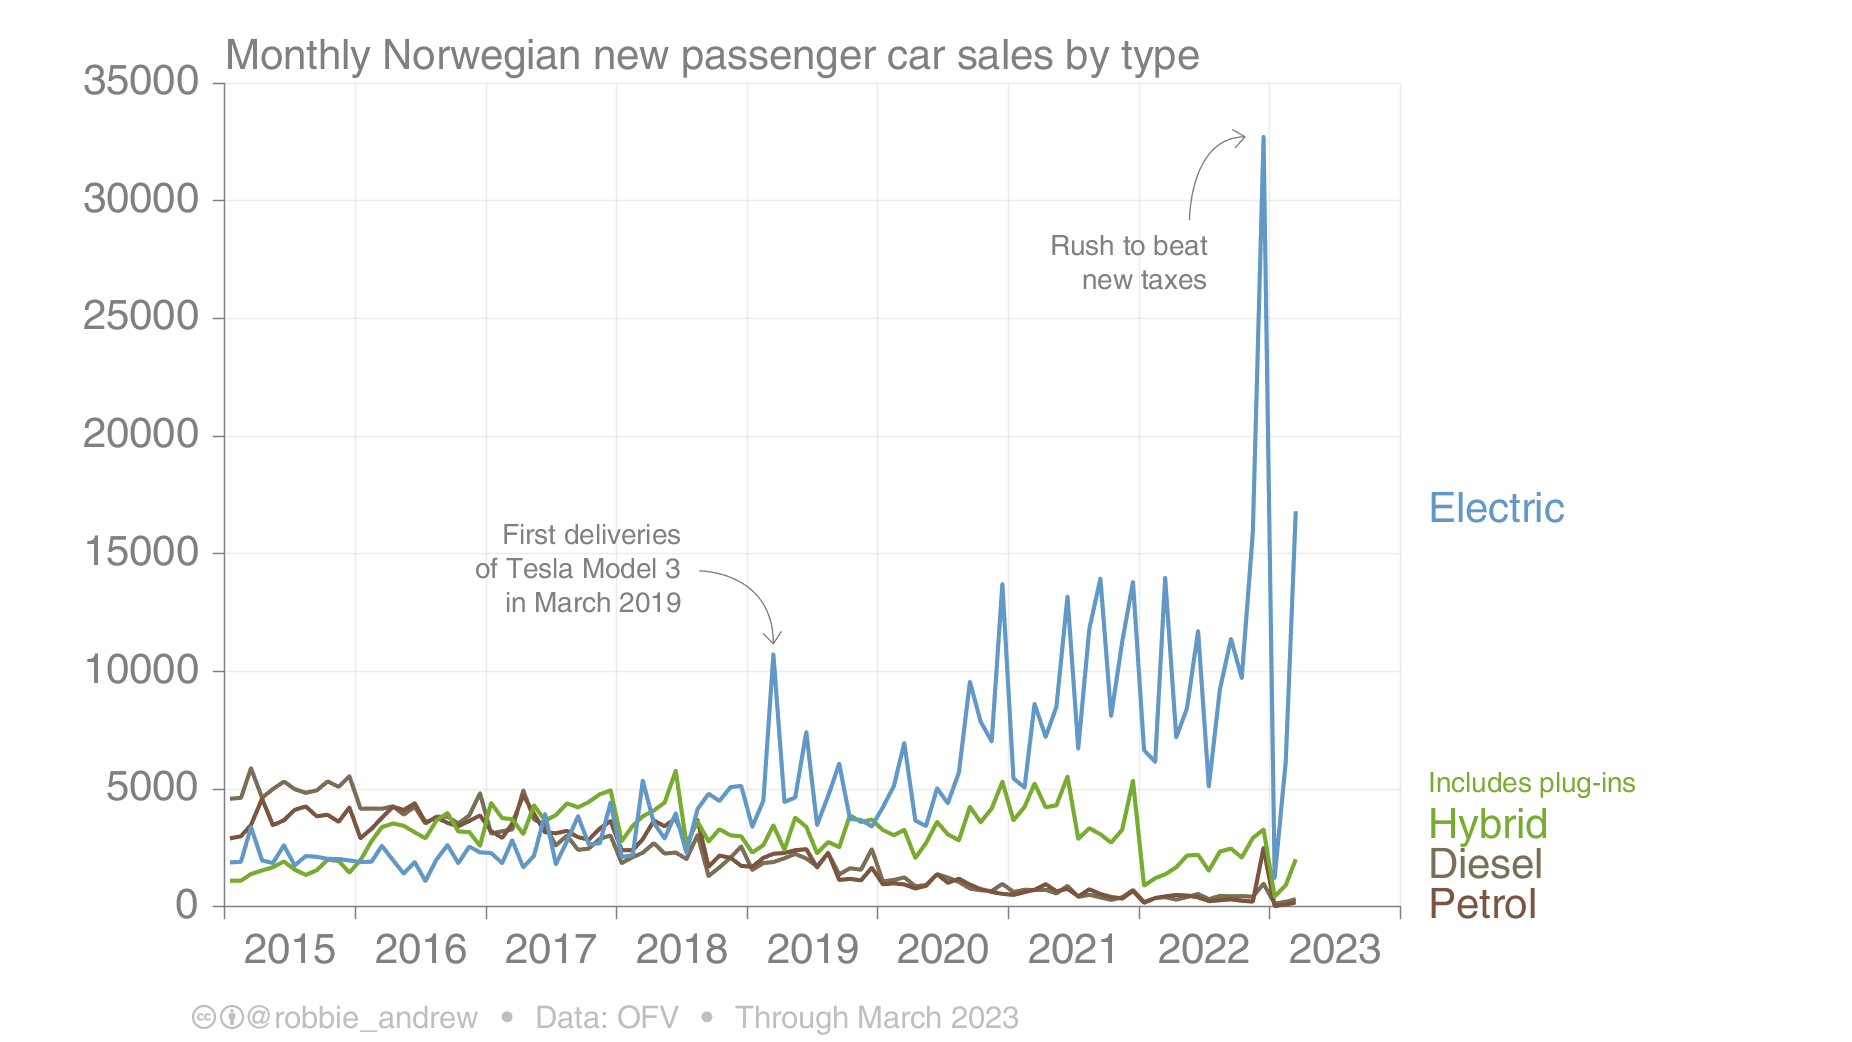 Monthly Norwegian new passenger car sales by type
35000
30000
25000
20000
15000
10000
5000
0
Rush to beat
new taxes
First deliveries
of Tesla Model 3
in March 2019
Electric
Includes plug-ins
Hybrid
Diesel
Petrol
2015 2016 2017 2018 2019 2020 2021 2022 2023
cc @robbie_andrew • Data: OFV • Through March 2023